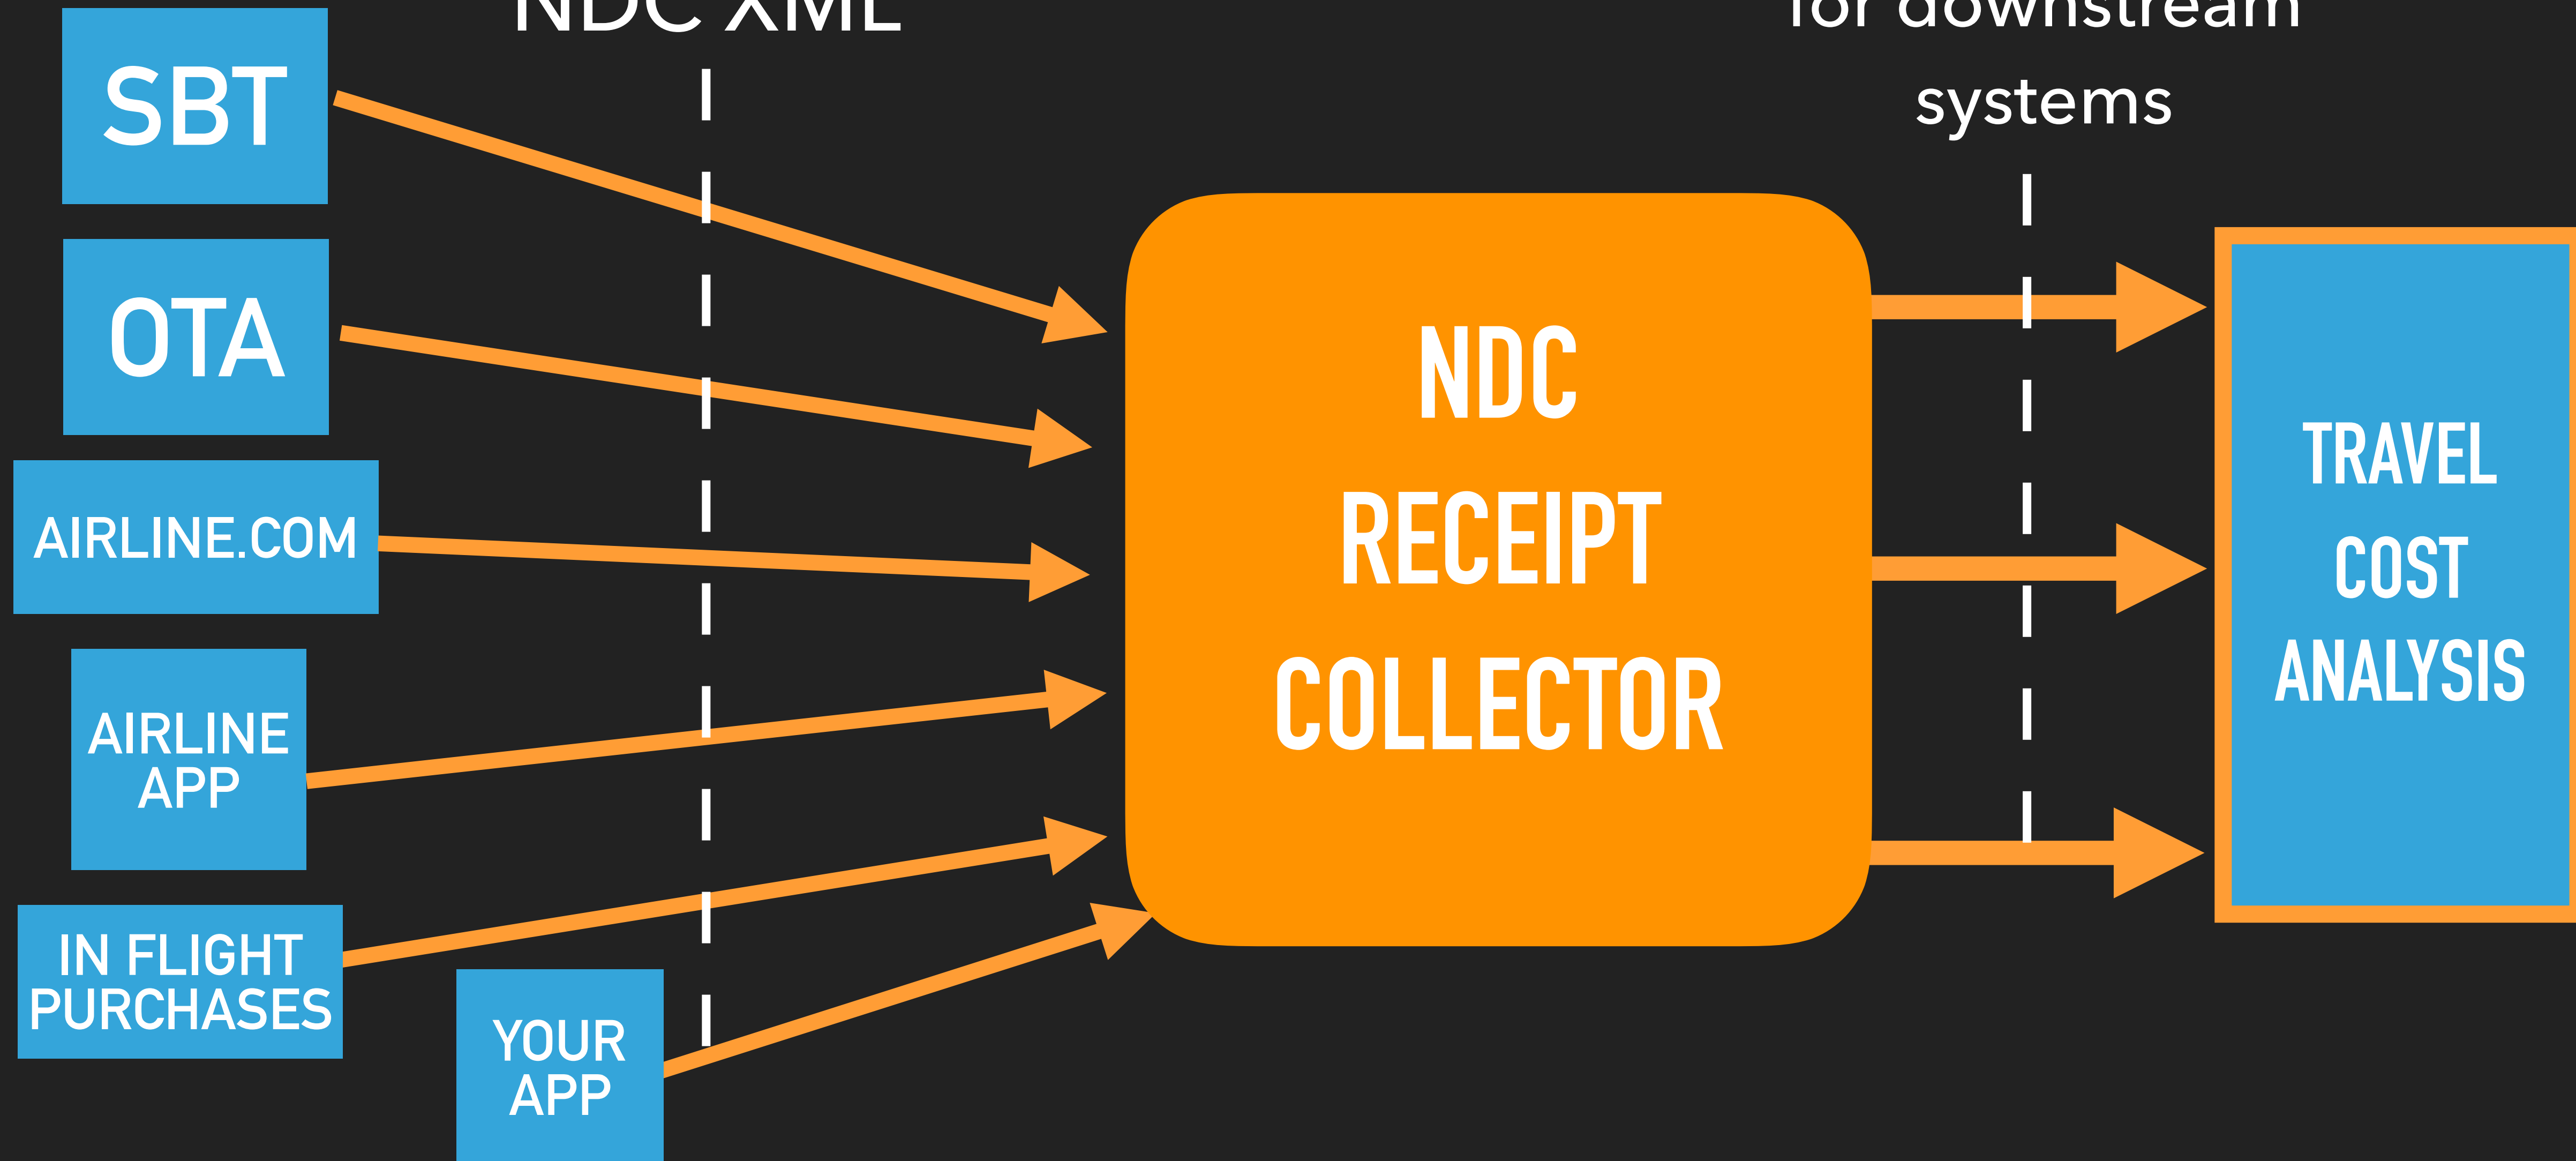 NDC XML
for downstream
systems
SBT
OTA
AIRLINE.COM
AIRLINE
APP
IN FLIGHT
PURCHASES
YOUR
APP
NDC
RECEIPT
COLLECTOR
TRAVEL
COST
ANALYSIS